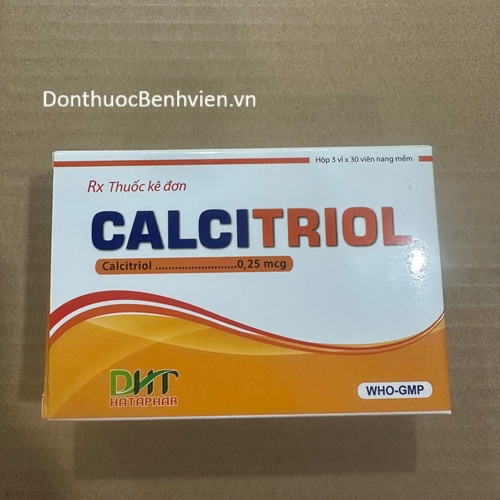 DonthuocBenhvien.vn
Hộp 3 vỉ x 30 viên nang mềm
Rx Thuốc kê đơn
CALCITRIOL
Calcitriol .........................0,25 mcg
DHT
HATAPHAR
WHO-GMP